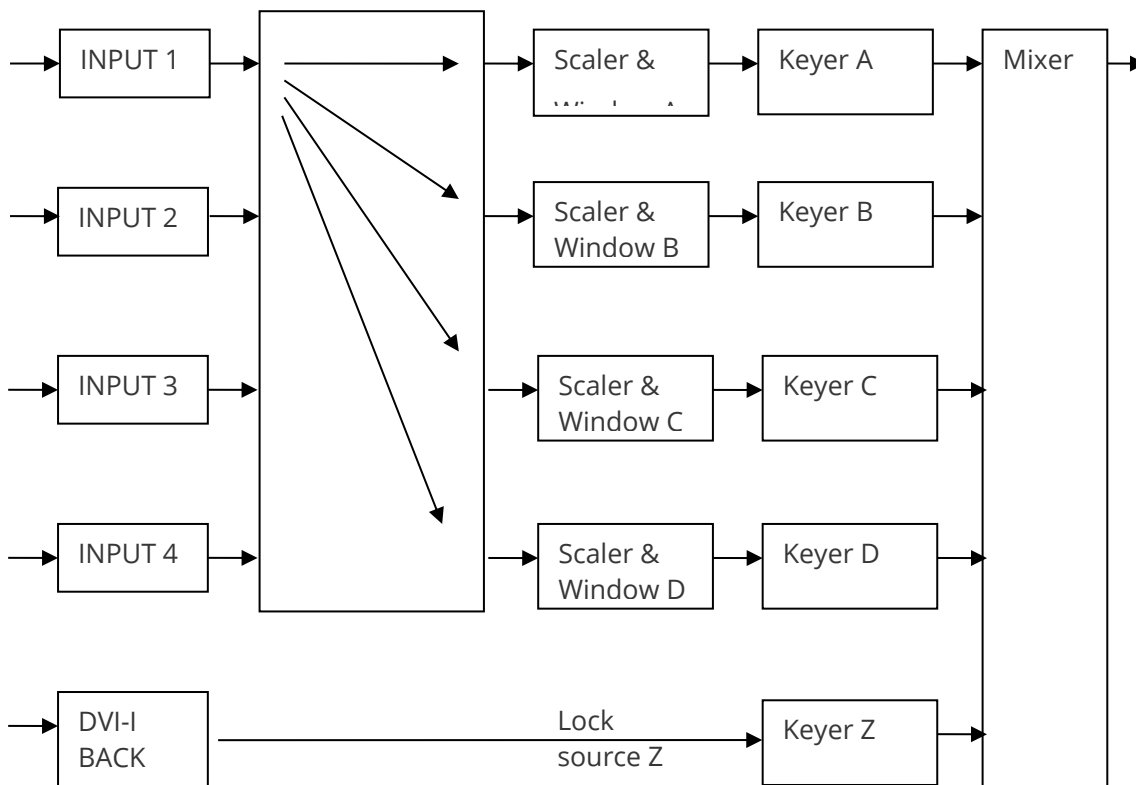 INPUT 1
Scaler &
Keyer A
Mixer
INPUT 2
Scaler &
Window B
Keyer B
INPUT 3
Scaler &
Window C
Keyer C
INPUT 4
Scaler &
Window D
Keyer D
DVI-I
BACK
Lock
source Z
Keyer Z